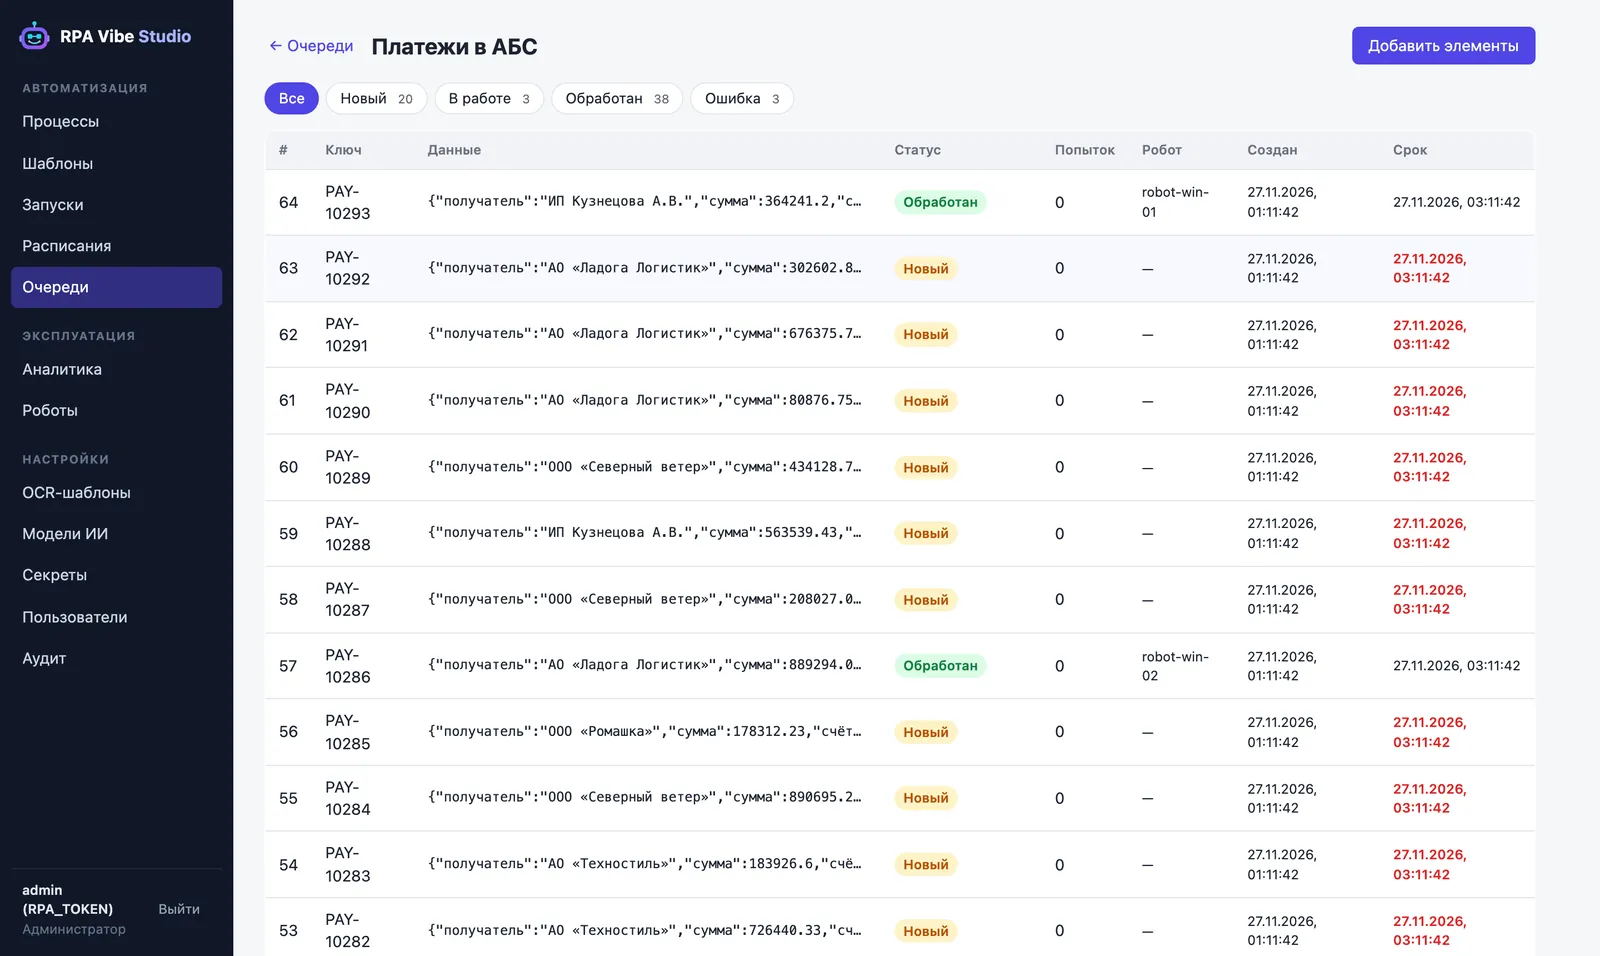 RPA Vibe Studio
АВТОМАТИЗАЦИЯ
Процессы
Шаблоны
Запуски
Расписания
Очереди
ЭКСПЛУАТАЦИЯ
Аналитика
Роботы
НАСТРОЙКИ
OCR-шаблоны
Модели ИИ
Секреты
Пользователи
Аудит
admin
(RPA_TOKEN)
Выйти
Администратор
← Очереди Платежи в АБС
Добавить элементы
Все Новый 20 В работе 3 Обработан 38 Ошибка 3
# Ключ Данные Статус Попыток Робот Создан Срок
64 PAY-10293 {"получатель":"ИП Кузнецова А.В.","сумма":364241.2,"с… Обработан 0 robot-win-01 27.11.2026, 01:11:42 27.11.2026, 03:11:42
63 PAY-10292 {"получатель":"АО «Ладога Логистик»","сумма":302602.8… Новый 0 — 27.11.2026, 01:11:42 27.11.2026, 03:11:42
62 PAY-10291 {"получатель":"АО «Ладога Логистик»","сумма":676375.7… Новый 0 — 27.11.2026, 01:11:42 27.11.2026, 03:11:42
61 PAY-10290 {"получатель":"АО «Ладога Логистик»","сумма":80876.75… Новый 0 — 27.11.2026, 01:11:42 27.11.2026, 03:11:42
60 PAY-10289 {"получатель":"ООО «Северный ветер»","сумма":434128.7… Новый 0 — 27.11.2026, 01:11:42 27.11.2026, 03:11:42
59 PAY-10288 {"получатель":"ИП Кузнецова А.В.","сумма":563539.43,"… Новый 0 — 27.11.2026, 01:11:42 27.11.2026, 03:11:42
58 PAY-10287 {"получатель":"ООО «Северный ветер»","сумма":208027.0… Новый 0 — 27.11.2026, 01:11:42 27.11.2026, 03:11:42
57 PAY-10286 {"получатель":"АО «Ладога Логистик»","сумма":889294.0… Обработан 0 robot-win-02 27.11.2026, 01:11:42 27.11.2026, 03:11:42
56 PAY-10285 {"получатель":"ООО «Ромашка»","сумма":178312.23,"счёт… Новый 0 — 27.11.2026, 01:11:42 27.11.2026, 03:11:42
55 PAY-10284 {"получатель":"ООО «Северный ветер»","сумма":890695.2… Новый 0 — 27.11.2026, 01:11:42 27.11.2026, 03:11:42
54 PAY-10283 {"получатель":"АО «Техностиль»","сумма":183926.6,"счё… Новый 0 — 27.11.2026, 01:11:42 27.11.2026, 03:11:42
53 PAY-10282 {"получатель":"АО «Техностиль»","сумма":726440.33,"сч… Новый 0 — 27.11.2026, 01:11:42 27.11.2026, 03:11:42